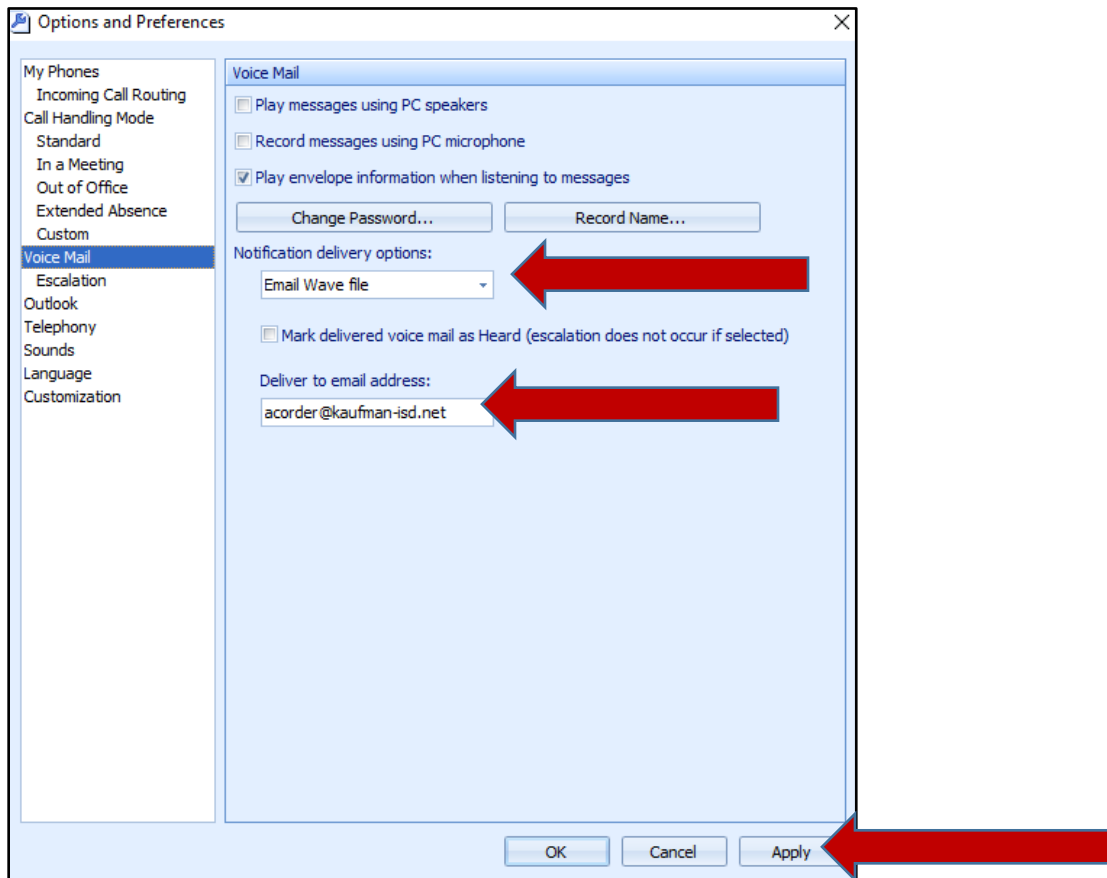 Options and Preferences
My Phones
Incoming Call Routing
Call Handling Mode
Standard
In a Meeting
Out of Office
Extended Absence
Custom
Voice Mail
Escalation
Outlook
Telephony
Sounds
Language
Customization
Voice Mail
Play messages using PC speakers
Record messages using PC microphone
Play envelope information when listening to messages
Change Password... Record Name...
Notification delivery options:
Email Wave file
Mark delivered voice mail as Heard (escalation does not occur if selected)
Deliver to email address:
acorder@kaufman-isd.net
OK Cancel Apply